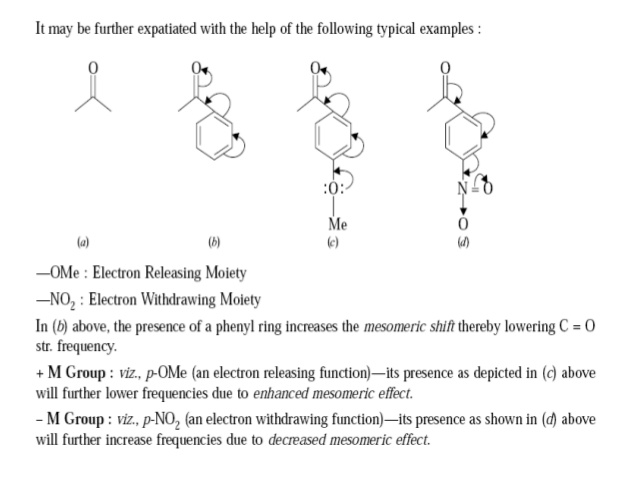 It may be further expatiated with the help of the following typical examples :
O O O O
:O: N = O
Me O
(a) (b) (c) (d)
—OMe : Electron Releasing Moiety
—NO₂ : Electron Withdrawing Moiety
In (b) above, the presence of a phenyl ring increases the mesomeric shift thereby lowering C = O
str. frequency.
+ M Group : viz., p-OMe (an electron releasing function)—its presence as depicted in (c) above
will further lower frequencies due to enhanced mesomeric effect.
– M Group : viz., p-NO₂ (an electron withdrawing function)—its presence as shown in (d) above
will further increase frequencies due to decreased mesomeric effect.